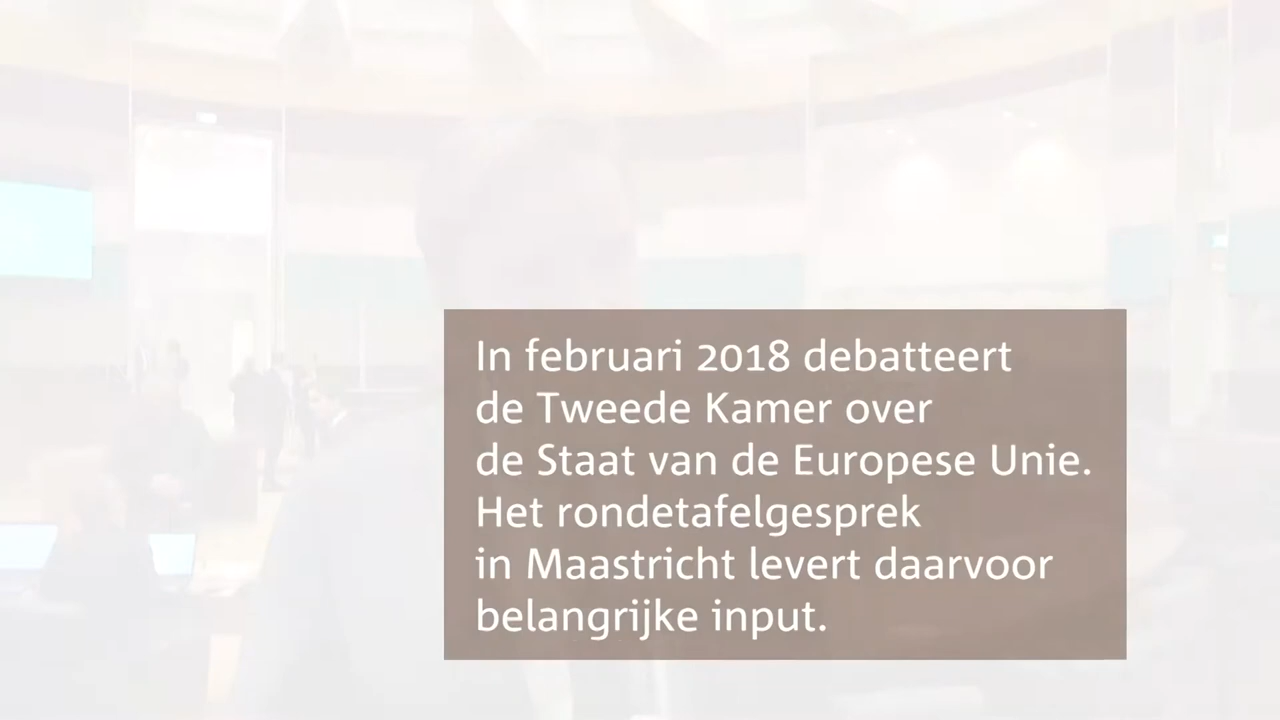 In februari 2018 debatteert
de Tweede Kamer over
de Staat van de Europese Unie.
Het rondetafelgesprek
in Maastricht levert daarvoor
belangrijke input.